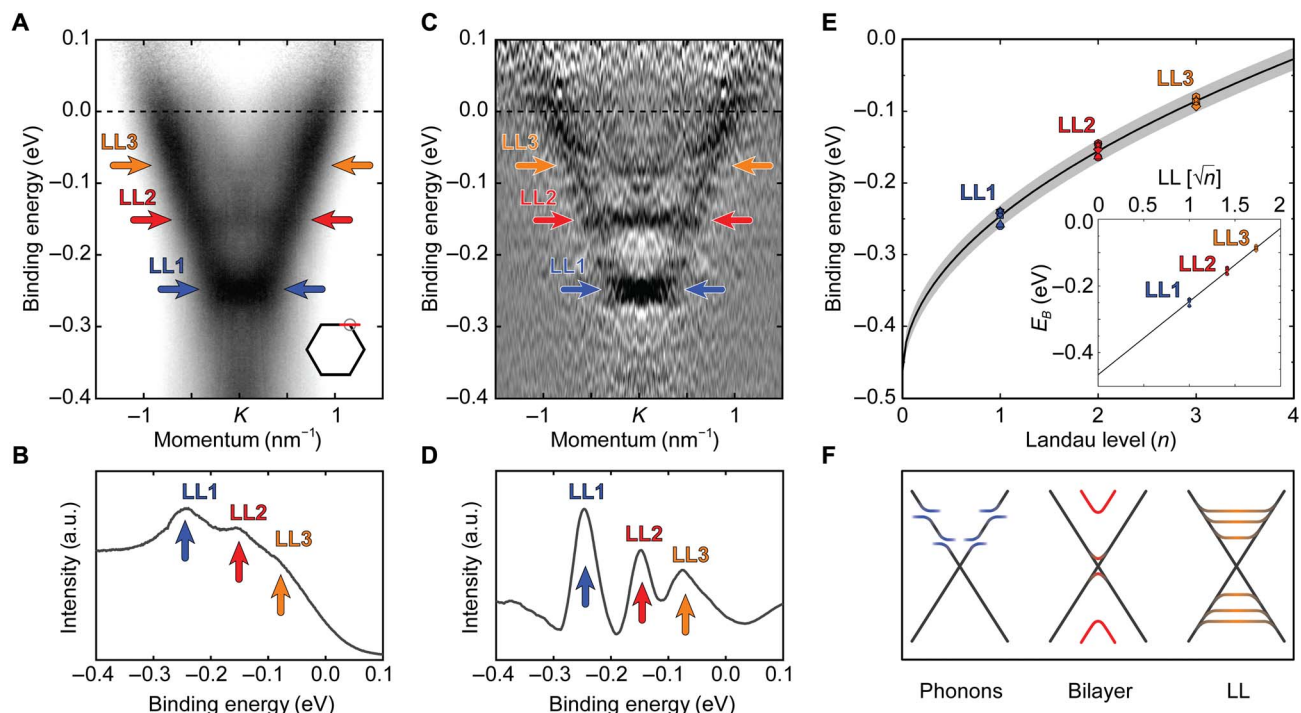 A
Binding energy (eV)
0.1
0.0
−0.1
−0.2
−0.3
−0.4
LL3
LL2
LL1
−1
K
1
Momentum (nm⁻¹)
B
Intensity (a.u.)
LL1
LL2
LL3
−0.4
−0.3
−0.2
−0.1
0.0
0.1
Binding energy (eV)
C
Binding energy (eV)
0.1
0.0
−0.1
−0.2
−0.3
−0.4
LL3
LL2
LL1
−1
K
1
Momentum (nm⁻¹)
D
Intensity (a.u.)
LL1
LL2
LL3
−0.4
−0.3
−0.2
−0.1
0.0
0.1
Binding energy (eV)
E
Binding energy (eV)
0.0
−0.1
−0.2
−0.3
−0.4
−0.5
LL1
LL2
LL3
LL [√n]
0
0.5
1
1.5
2
0.0
−0.2
−0.4
E_B (eV)
LL1
LL2
LL3
0
1
2
3
4
Landau level (n)
F
Phonons
Bilayer
LL